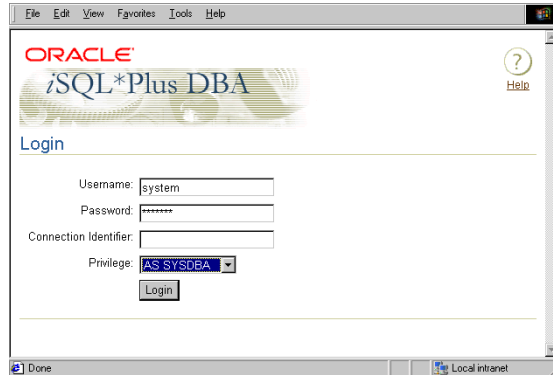 File Edit View Favorites Tools Help
ORACLE
iSQL*Plus DBA
?
Help
Login
Username: system
Password: *******
Connection Identifier:
Privilege: AS SYSDBA
Login
Done Local intranet